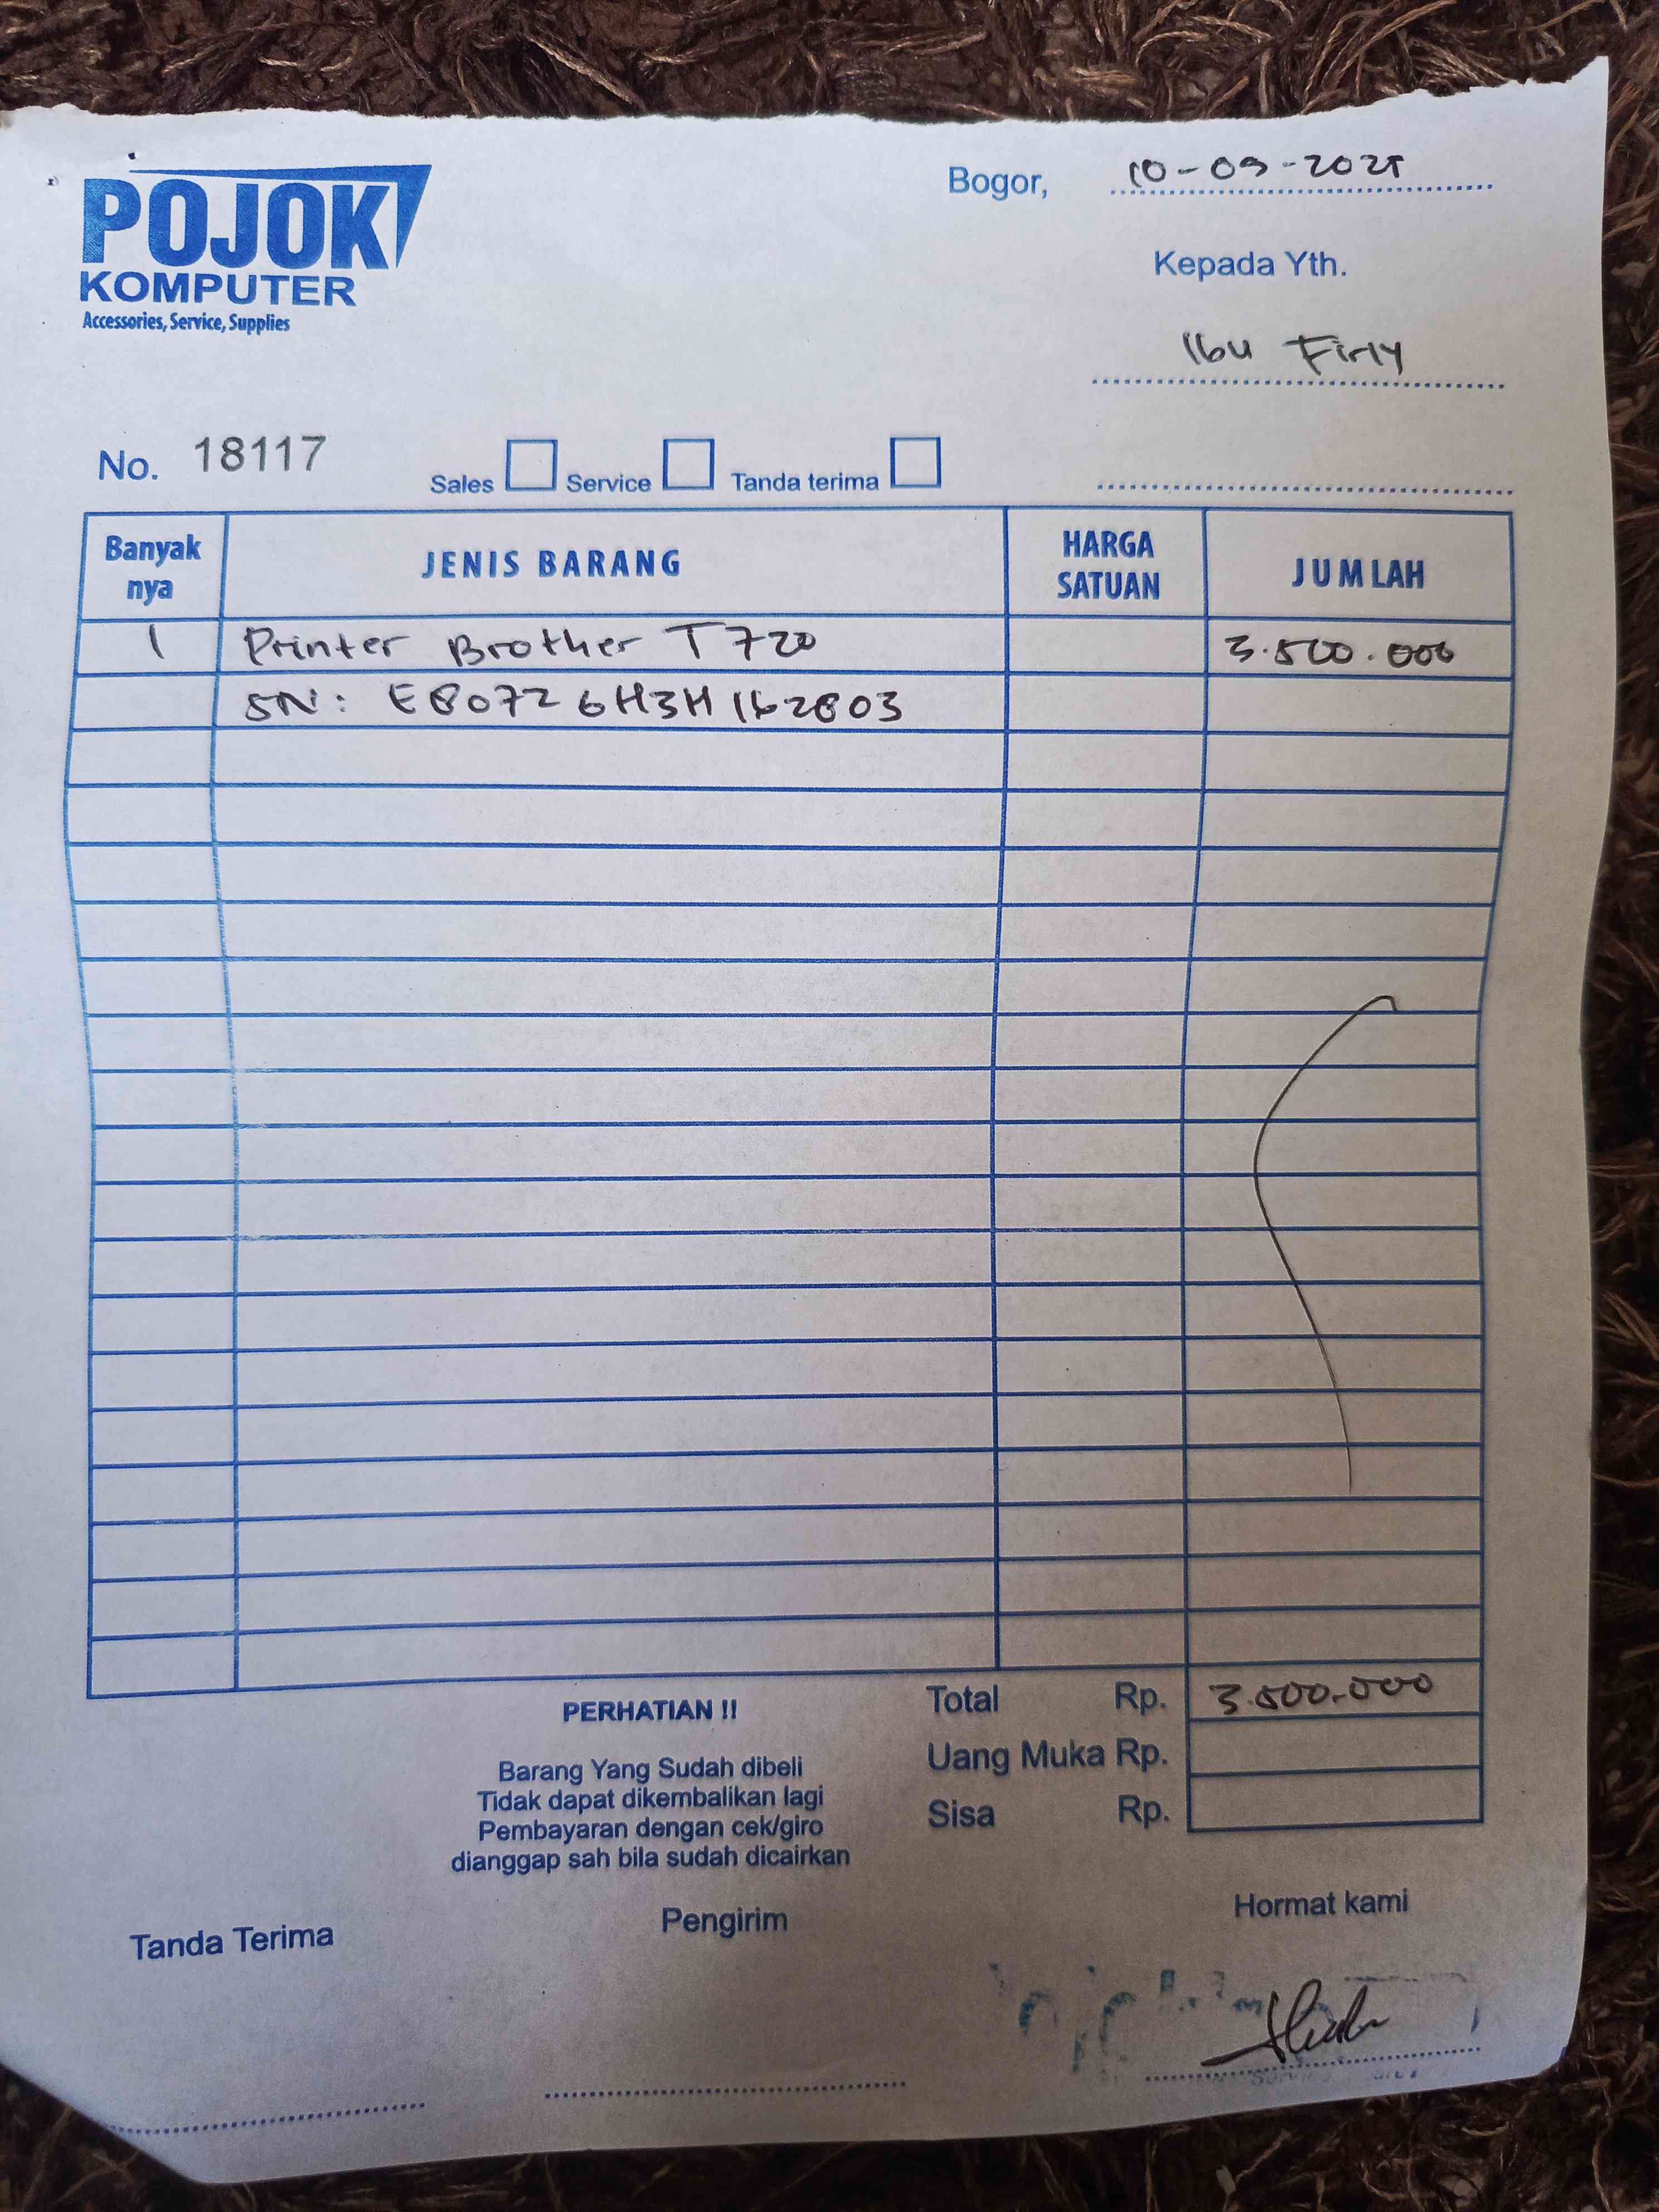 POJOK
KOMPUTER
Accessories, Service, Supplies
Bogor, 10-09-2025
Kepada Yth.
Ibu Firly
No. 18117
Sales Service Tanda terima
Banyak nya JENIS BARANG HARGA SATUAN JUMLAH
1 Printer Brother T720 3.500.000
SN: E80726H3H162803
Total Rp. 3.500.000
Uang Muka Rp.
Sisa Rp.
PERHATIAN !!
Barang Yang Sudah dibeli
Tidak dapat dikembalikan lagi
Pembayaran dengan cek/giro
dianggap sah bila sudah dicairkan
Tanda Terima Pengirim Hormat kami